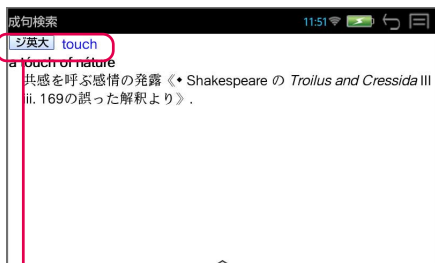 成句検索 11:51
ジ英大 touch
a tóuch of náture
共感を呼ぶ感情の発露《◆ Shakespeare の Troilus and Cressida III
iii. 169の誤った解釈より》.